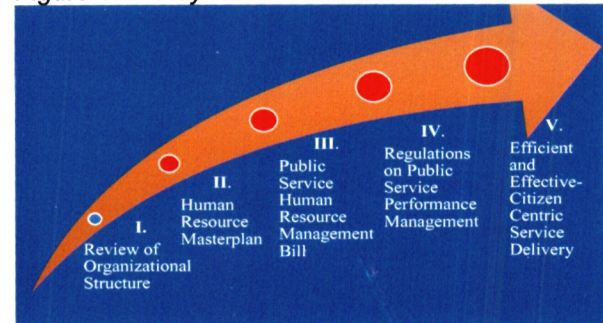 I.
Review of
Organizational
Structure
II.
Human
Resource
Masterplan
III.
Public
Service
Human
Resource
Management
Bill
IV.
Regulations
on Public
Service
Performance
Management
V.
Efficient
and
Effective-
Citizen
Centric
Service
Delivery